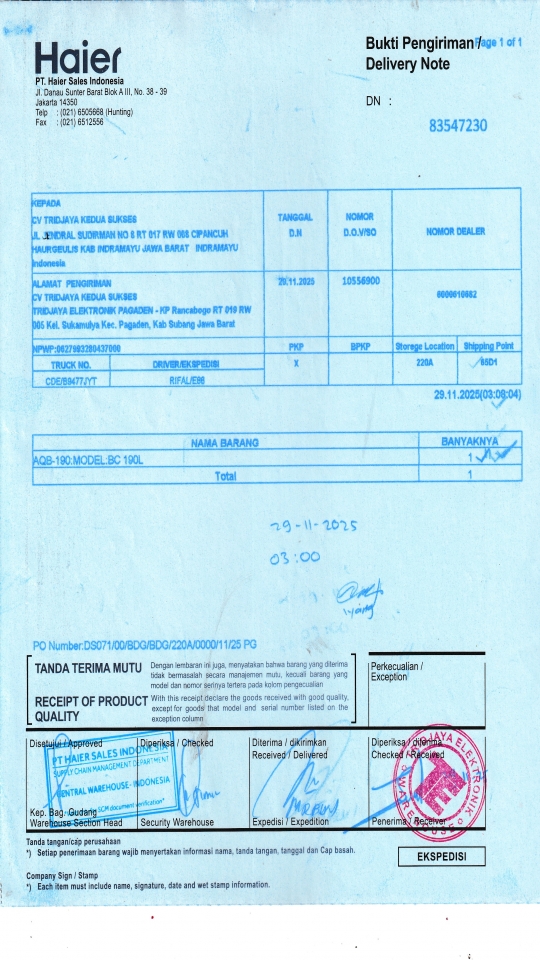 Haier
PT. Haier Sales Indonesia
Jl. Danau Sunter Barat Blok A III, No. 38 - 39
Jakarta 14350
Telp : (021) 6505668 (Hunting)
Fax : (021) 6512556
Bukti Pengiriman /
Delivery Note
Page 1 of 1
DN :
83547230
KEPADA
CV TRIDJAYA KEDUA SUKSES
JL JENDRAL SUDIRMAN NO 8 RT 017 RW 008 CIPANCUH
HAURGEULIS KAB INDRAMAYU JAWA BARAT INDRAMAYU
Indonesia
TANGGAL
D.N
NOMOR
D.O.V/SO
NOMOR DEALER
ALAMAT PENGIRIMAN
CV TRIDJAYA KEDUA SUKSES
TRIDJAYA ELEKTRONIK PAGADEN - KP Rancabogo RT 016 RW
005 Kel. Sukamulya Kec. Pagaden, Kab Subang Jawa Barat
29.11.2025
10556900
NPWP:0627993280437000
PKP
BPKP
Storege Location
Shipping Point
TRUCK NO.
DRIVER/EKSPEDISI
X
220A
85D1
CDE/B9477JYT
RIFAL/E98
29.11.2025(03:08:04)
NAMA BARANG
BANYAKNYA
AQB-190:MODEL:BC 190L
1
Total
1
29-11-2025
03:00
PO Number:DS071/00/BDG/BDG/220A/0000/11/25 PG
TANDA TERIMA MUTU
Dengan lembaran ini juga, menyatakan bahwa barang yang diterima
tidak bermasalah secara manajemen mutu, kecuali barang yang
model dan nomor serinya tertera pada kolom pengecualian
RECEIPT OF PRODUCT
QUALITY
With this receipt declare the goods received with good quality,
except for goods that model and serial number listed on the
exception column
Perkecualian /
Exception
Disetujui / Approved
Diperiksa / Checked
Diterima / dikirimkan
Received / Delivered
Diperiksa / diterima
Checked / Received
PT HAIER SALES INDONESIA
SUPPLY CHAIN MANAGEMENT DEPARTMENT
CENTRAL WAREHOUSE - INDONESIA
SCM document verification*
TRIDJAYA ELEKTRONIK
Kep. Bag. Gudang
Warehouse Section Head
Security Warehouse
Expedisi / Expedition
Penerima / Receiver
Tanda tangan/cap perusahaan
*) Setiap penerimaan barang wajib menyertakan informasi nama, tanda tangan, tanggal dan Cap basah.
EKSPEDISI
Company Sign / Stamp
*) Each item must include name, signature, date and wet stamp information.